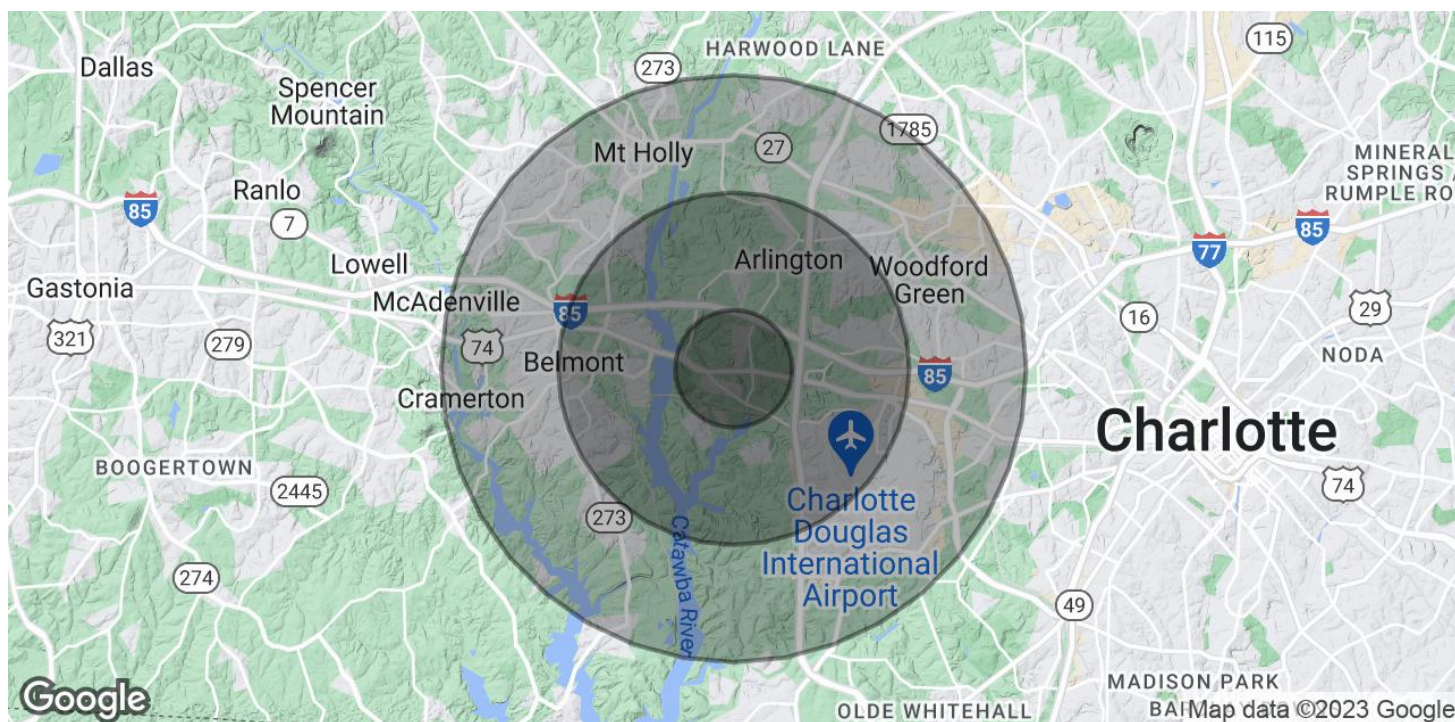 HARWOOD LANE
115
Dallas
273
Spencer
Mountain
1785
27
Mt Holly
MINERAL
SPRINGS
RUMPLE
Ranlo
85
7
85
77
Arlington
Woodford
Green
Lowell
Gastonia
McAdenville
85
29
16
321
279
74
NODA
Belmont
85
Cramerton
Charlotte
BOOGERTOWN
2445
74
273
Charlotte
Douglas
International
Airport
Catawba River
274
49
MADISON PARK
Google
OLDE WHITEHALL
Map data ©2023 Google